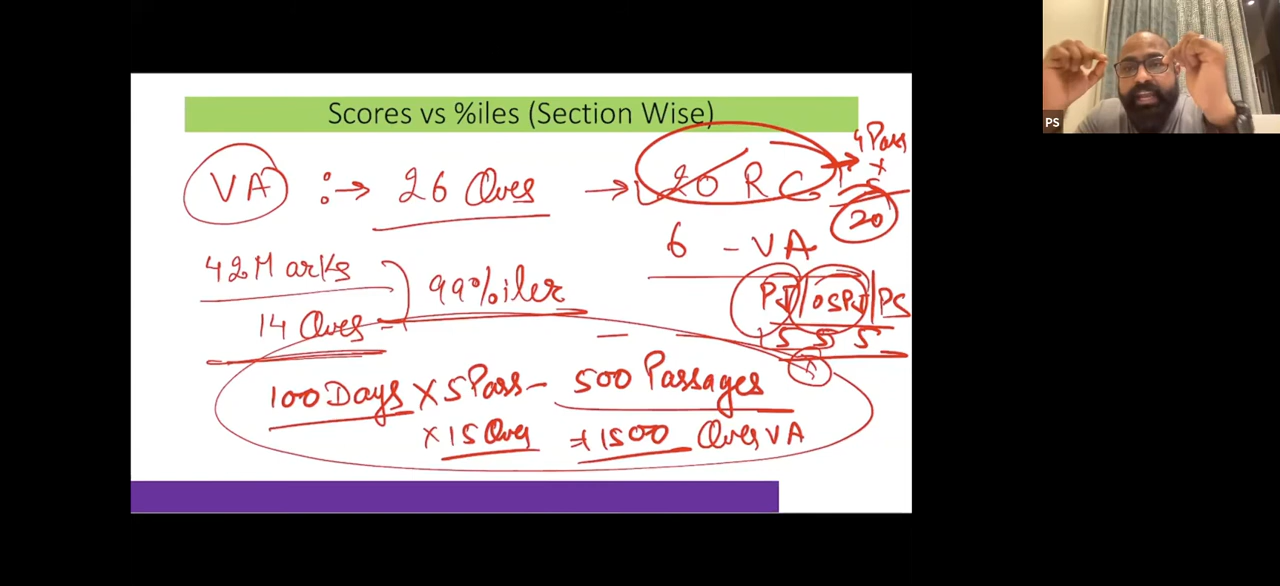 Scores vs %iles (Section Wise)
VA :→ 26 Ques → 20 RC → 4 Pass
×
5
20
6 - VA
42 Marks
14 Ques
99%iler
PJ / OSPJ / PS
5 5 5
100 Days × 5 Pass - 500 Passages
× 15 Ques = 1500 Ques VA
PS